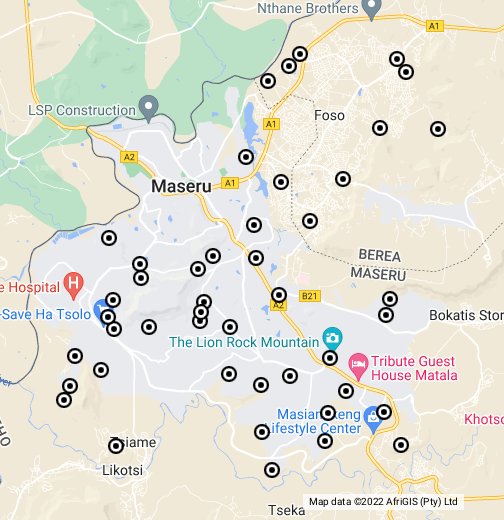 Nthane Brothers
A1
LSP Construction
Foso
A1
A2
Maseru
A1
BEREA
MASERU
e Hospital
H
B21
A2
-Save Ha Tsolo
Bokatis Stor
The Lion Rock Mountain
Tribute Guest
House Matala
Khotso
Lifestyle Center
Likotsi
Tseka
Map data ©2022 AfriGIS (Pty) Ltd